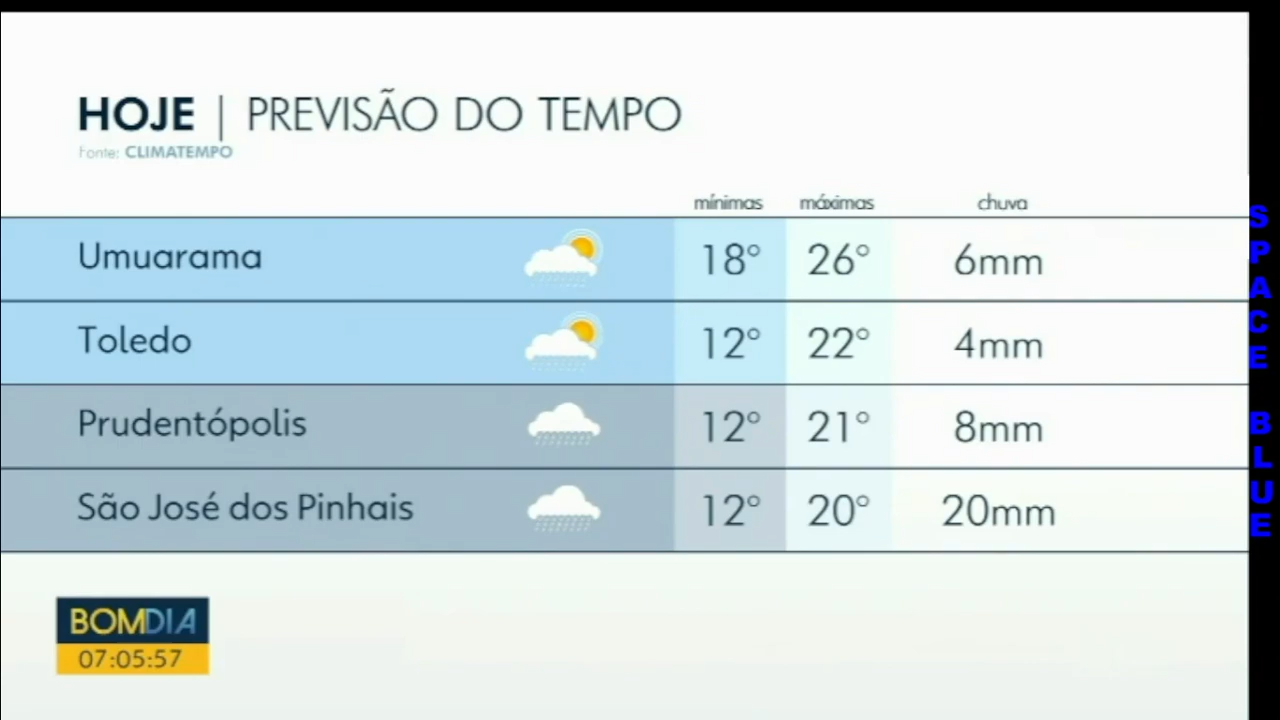 HOJE | PREVISÃO DO TEMPO
Fonte: CLIMATEMPO
mínimas máximas chuva
Umuarama 18° 26° 6mm
Toledo 12° 22° 4mm
Prudentópolis 12° 21° 8mm
São José dos Pinhais 12° 20° 20mm
BOMDIA
07:05:57
SPACE BLUE